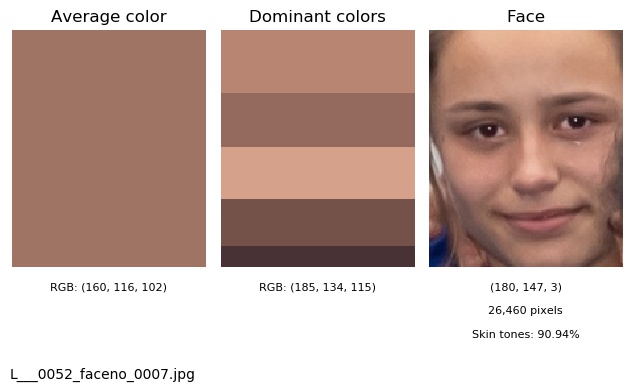 Average color
Dominant colors
Face
RGB: (160, 116, 102)
RGB: (185, 134, 115)
(180, 147, 3)
26,460 pixels
Skin tones: 90.94%
L___0052_faceno_0007.jpg